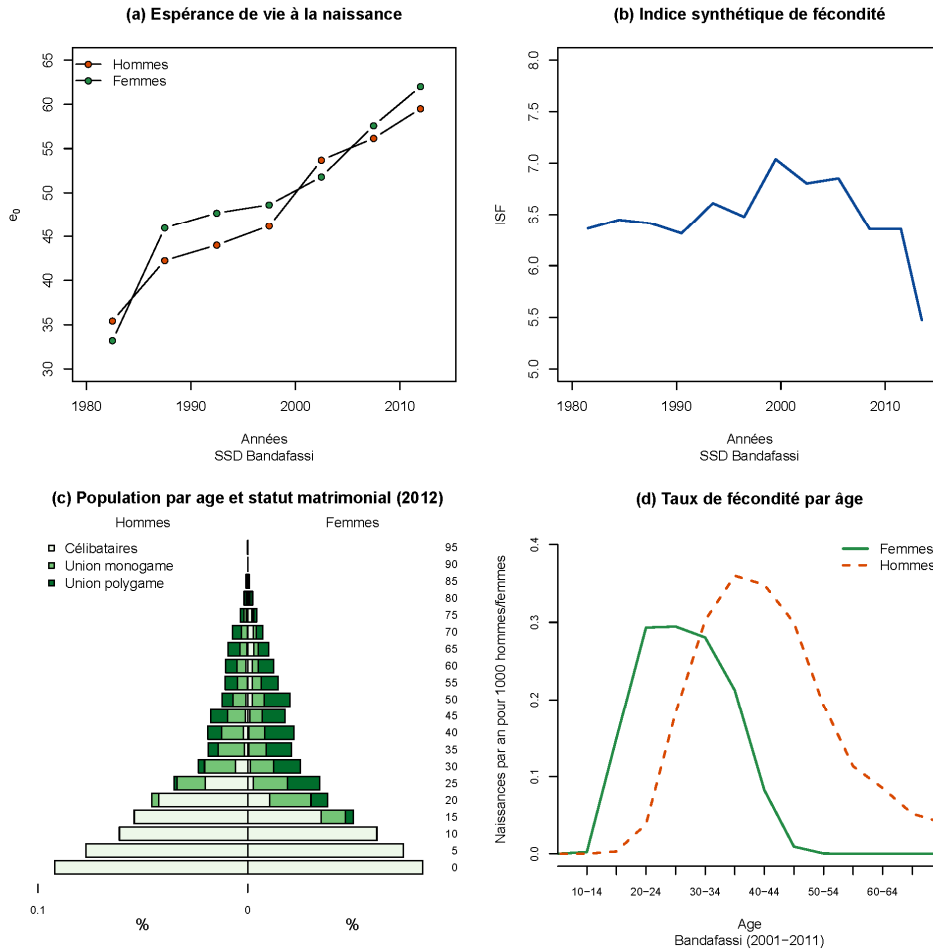 (a) Espérance de vie à la naissance
Hommes
Femmes
65
60
55
50
45
40
35
30
e0
1980 1990 2000 2010
Années
SSD Bandafassi
(b) Indice synthétique de fécondité
8.0
7.5
7.0
6.5
6.0
5.5
5.0
ISF
1980 1990 2000 2010
Années
SSD Bandafassi
(c) Population par age et statut matrimonial (2012)
Hommes Femmes
Célibataires
Union monogame
Union polygame
95
90
85
80
75
70
65
60
55
50
45
40
35
30
25
20
15
10
5
0
0.1 0
% %
(d) Taux de fécondité par âge
Femmes
Hommes
0.4
0.3
0.2
0.1
0.0
Naissances par an pour 1000 hommes/femmes
10−14 20−24 30−34 40−44 50−54 60−64
Age
Bandafassi (2001−2011)